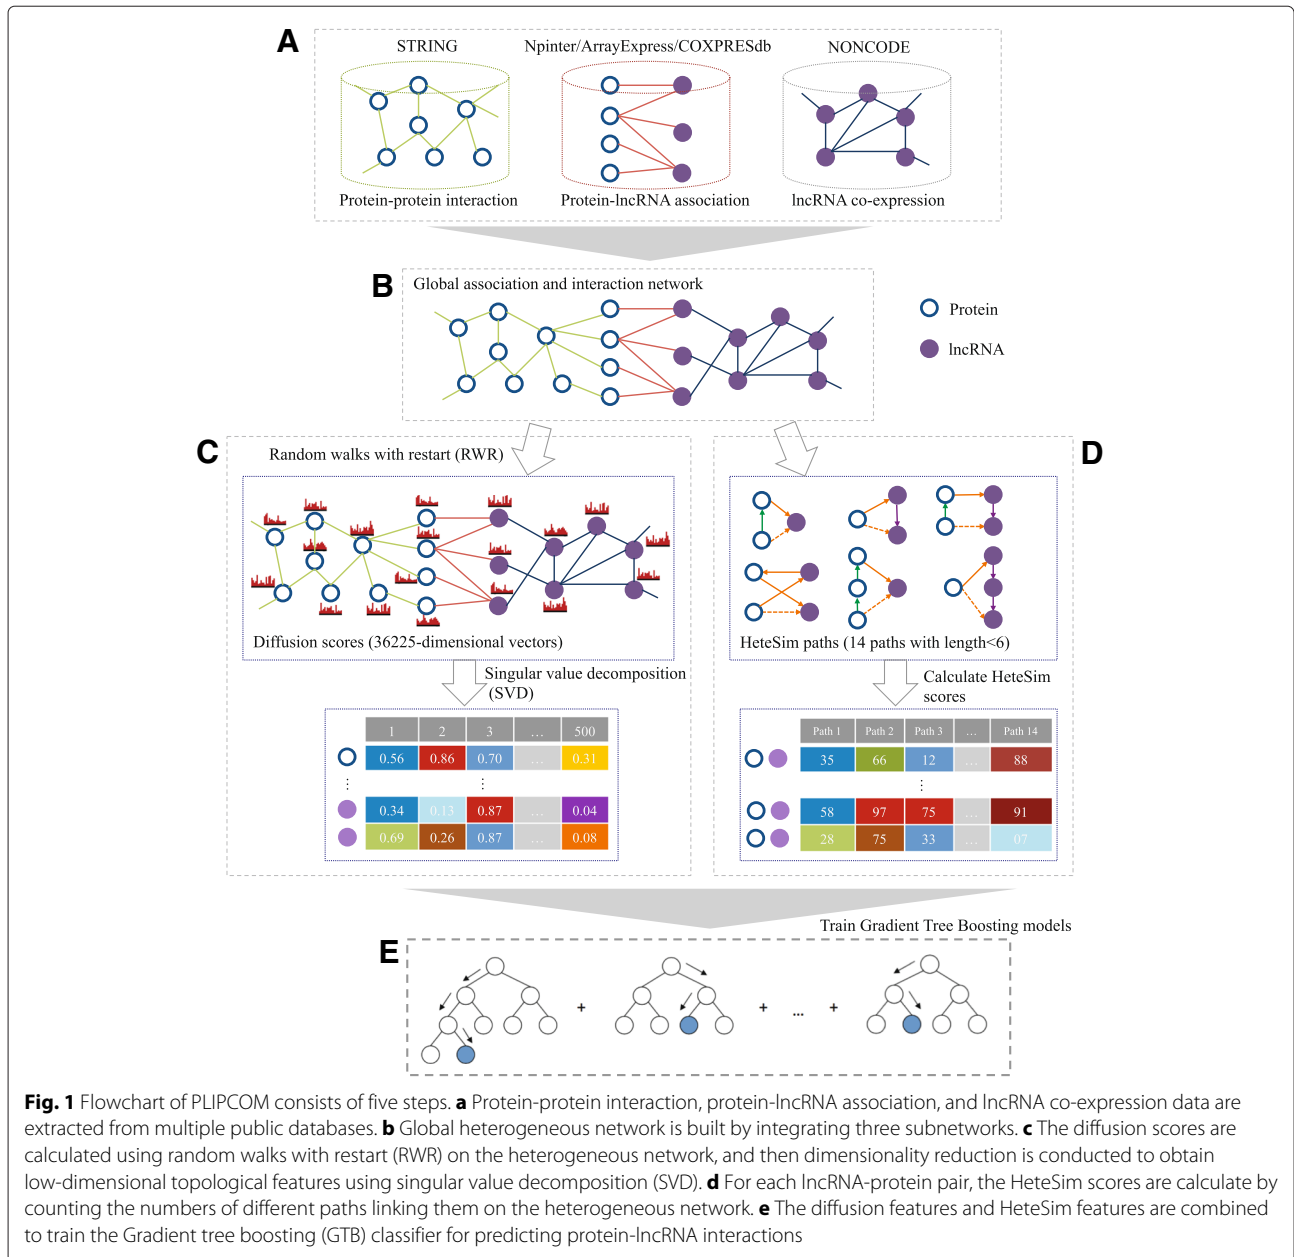 A
STRING
Npinter/ArrayExpress/COXPRESdb
NONCODE
Protein-protein interaction
Protein-lncRNA association
lncRNA co-expression
B
Global association and interaction network
Protein
lncRNA
C
Random walks with restart (RWR)
Diffusion scores (36225-dimensional vectors)
Singular value decomposition
(SVD)
1 2 3 ... 500
0.56 0.86 0.70 ... 0.31
⋮ ⋮
0.34 0.13 0.87 ... 0.04
0.69 0.26 0.87 ... 0.08
D
HeteSim paths (14 paths with length<6)
Calculate HeteSim
scores
Path 1 Path 2 Path 3 ... Path 14
35 66 12 ... 88
⋮
58 97 75 ... 91
28 75 33 ... 07
Train Gradient Tree Boosting models
E
+ + ... +
Fig. 1 Flowchart of PLIPCOM consists of five steps. a Protein-protein interaction, protein-lncRNA association, and lncRNA co-expression data are
extracted from multiple public databases. b Global heterogeneous network is built by integrating three subnetworks. c The diffusion scores are
calculated using random walks with restart (RWR) on the heterogeneous network, and then dimensionality reduction is conducted to obtain
low-dimensional topological features using singular value decomposition (SVD). d For each lncRNA-protein pair, the HeteSim scores are calculate by
counting the numbers of different paths linking them on the heterogeneous network. e The diffusion features and HeteSim features are combined
to train the Gradient tree boosting (GTB) classifier for predicting protein-lncRNA interactions